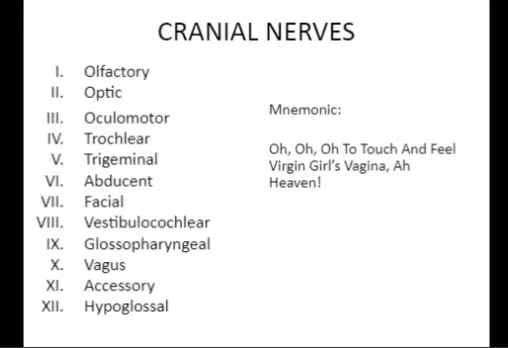 CRANIAL NERVES
I. Olfactory
II. Optic
III. Oculomotor
IV. Trochlear
V. Trigeminal
VI. Abducent
VII. Facial
VIII. Vestibulocochlear
IX. Glossopharyngeal
X. Vagus
XI. Accessory
XII. Hypoglossal
Mnemonic:
Oh, Oh, Oh To Touch And Feel
Virgin Girl's Vagina, Ah
Heaven!